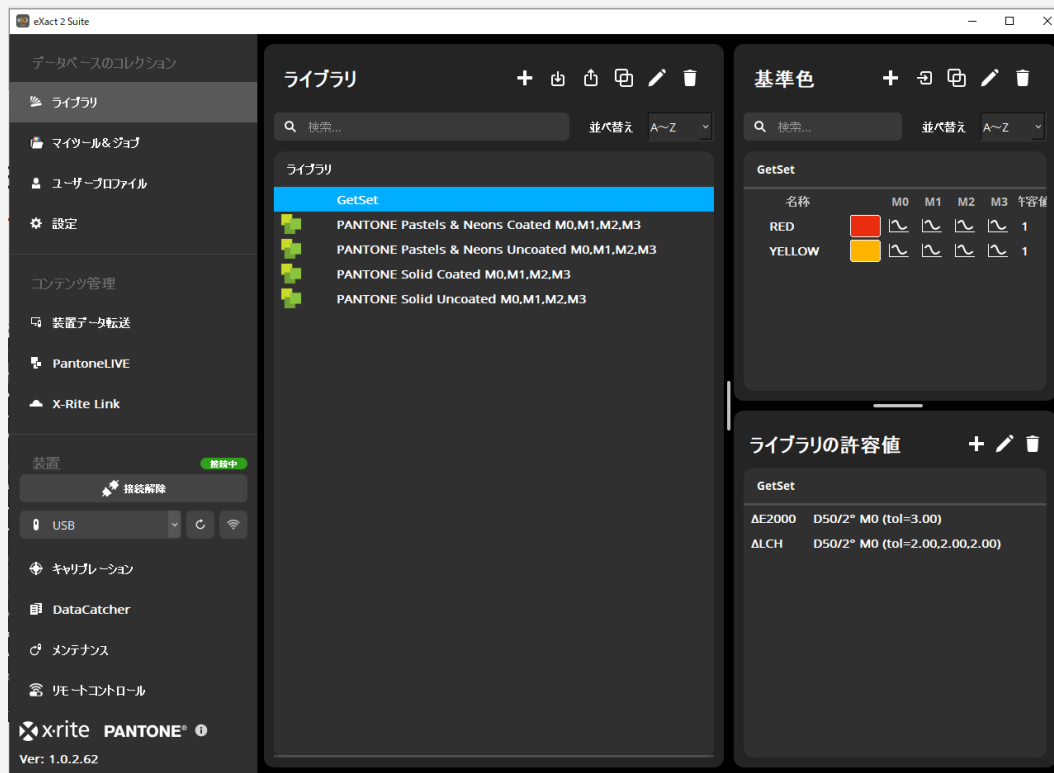 eXact 2 Suite
データベースのコレクション
ライブラリ
マイツール&ジョブ
ユーザープロファイル
設定
コンテンツ管理
装置データ転送
PantoneLIVE
X-Rite Link
装置
接続中
接続解除
USB
キャリブレーション
DataCatcher
メンテナンス
リモートコントロール
x·rite PANTONE®
Ver: 1.0.2.62
ライブラリ
検索...
並べ替え A～Z
ライブラリ
GetSet
PANTONE Pastels & Neons Coated M0,M1,M2,M3
PANTONE Pastels & Neons Uncoated M0,M1,M2,M3
PANTONE Solid Coated M0,M1,M2,M3
PANTONE Solid Uncoated M0,M1,M2,M3
基準色
検索...
並べ替え A～Z
GetSet
名称 M0 M1 M2 M3 許容値
RED 1
YELLOW 1
ライブラリの許容値
GetSet
ΔE2000 D50/2° M0 (tol=3.00)
ΔLCH D50/2° M0 (tol=2.00,2.00,2.00)